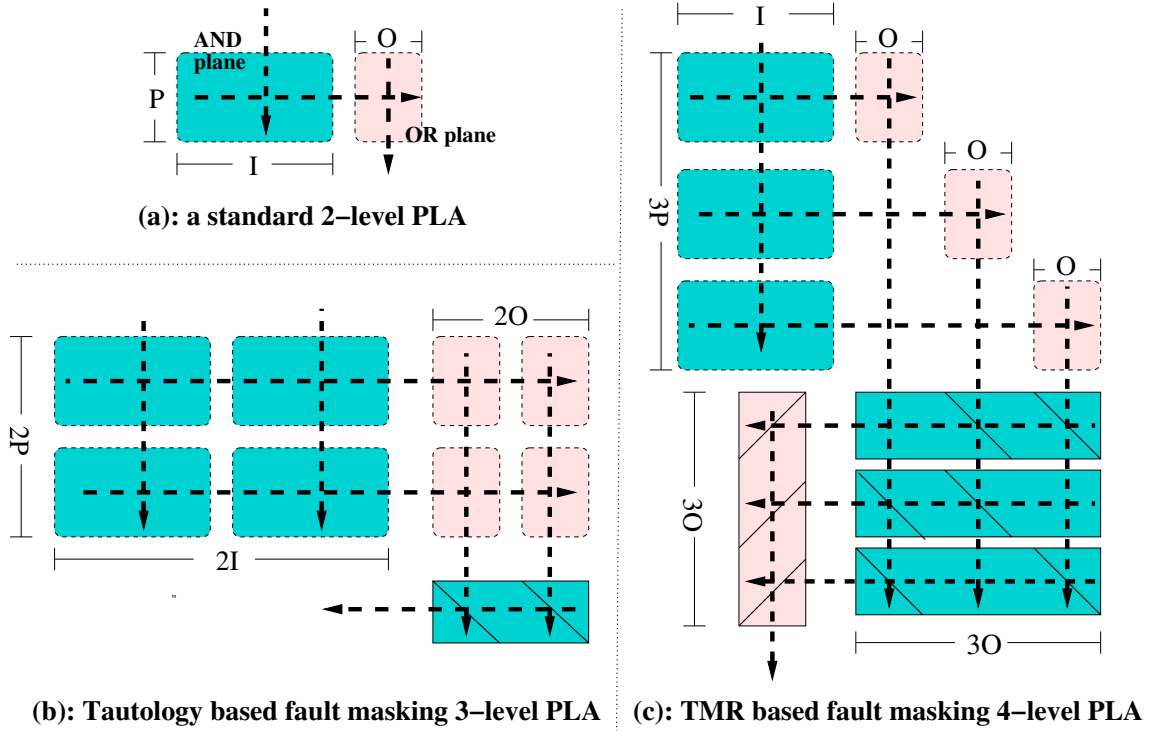 AND
plane
O
P
OR plane
I
(a): a standard 2−level PLA
2O
2P
2I
"
(b): Tautology based fault masking 3−level PLA
I
O
O
3P
O
3O
3O
(c): TMR based fault masking 4−level PLA